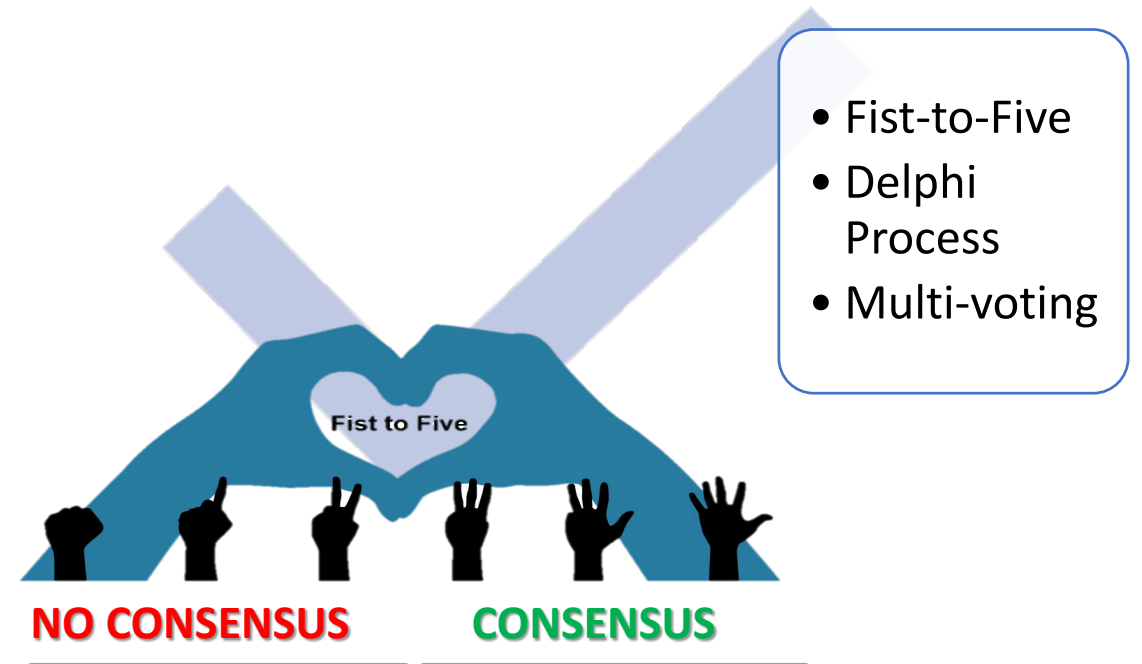 • Fist-to-Five
• Delphi
Process
• Multi-voting
Fist to Five
NO CONSENSUS
CONSENSUS